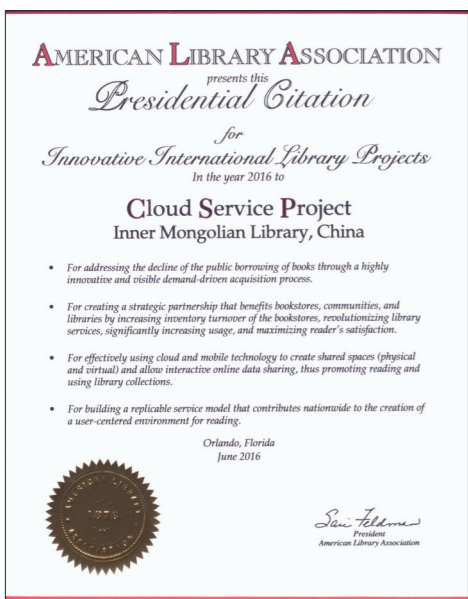 AMERICAN LIBRARY ASSOCIATION
presents this
Presidential Citation
for
Innovative International Library Projects
In the year 2016 to
Cloud Service Project
Inner Mongolian Library, China
• For addressing the decline of the public borrowing of books through a highly
innovative and visible demand-driven acquisition process.
• For creating a strategic partnership that benefits bookstores, communities, and
libraries by increasing inventory turnover of the bookstores, revolutionizing library
services, significantly increasing usage, and maximizing reader's satisfaction.
• For effectively using cloud and mobile technology to create shared spaces (physical
and virtual) and allow interactive online data sharing, thus promoting reading and
using library collections.
• For building a replicable service model that contributes nationwide to the creation of
a user-centered environment for reading.
Orlando, Florida
June 2016
AMERICAN LIBRARY
1876
ASSOCIATION
Sari Feldman
President
American Library Association